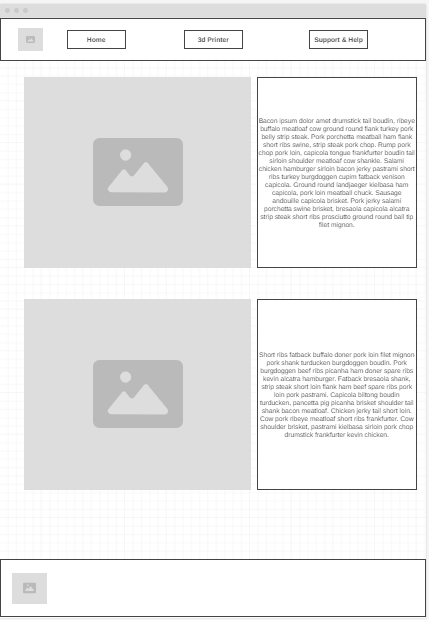 Home
3d Printer
Support & Help
Bacon ipsum dolor amet drumstick tail boudin, ribeye
buffalo meatloaf cow ground round flank turkey pork
belly strip steak. Pork porchetta meatball ham flank
short ribs swine, strip steak pork chop. Rump pork
chop pork loin, capicola tongue frankfurter boudin tail
sirloin shoulder meatloaf cow shankle. Salami
chicken hamburger sirloin bacon jerky pastrami short
ribs turkey burgdoggen cupim fatback venison
capicola. Ground round landjaeger kielbasa ham
capicola, pork loin meatball chuck. Sausage
andouille capicola brisket. Pork jerky salami
porchetta swine brisket, bresaola capicola alcatra
strip steak short ribs prosciutto ground round ball tip
filet mignon.
Short ribs fatback buffalo doner pork loin filet mignon
pork shank turducken burgdoggen boudin. Pork
burgdoggen beef ribs picanha ham doner spare ribs
kevin alcatra hamburger. Fatback bresaola shank,
strip steak short loin flank ham beef spare ribs pork
loin pork pastrami. Capicola biltong boudin
turducken, pancetta pig picanha brisket shoulder tail
shank bacon meatloaf. Chicken jerky tail short loin.
Cow pork ribeye meatloaf short ribs frankfurter. Cow
shoulder brisket, pastrami kielbasa sirloin pork chop
drumstick frankfurter kevin chicken.